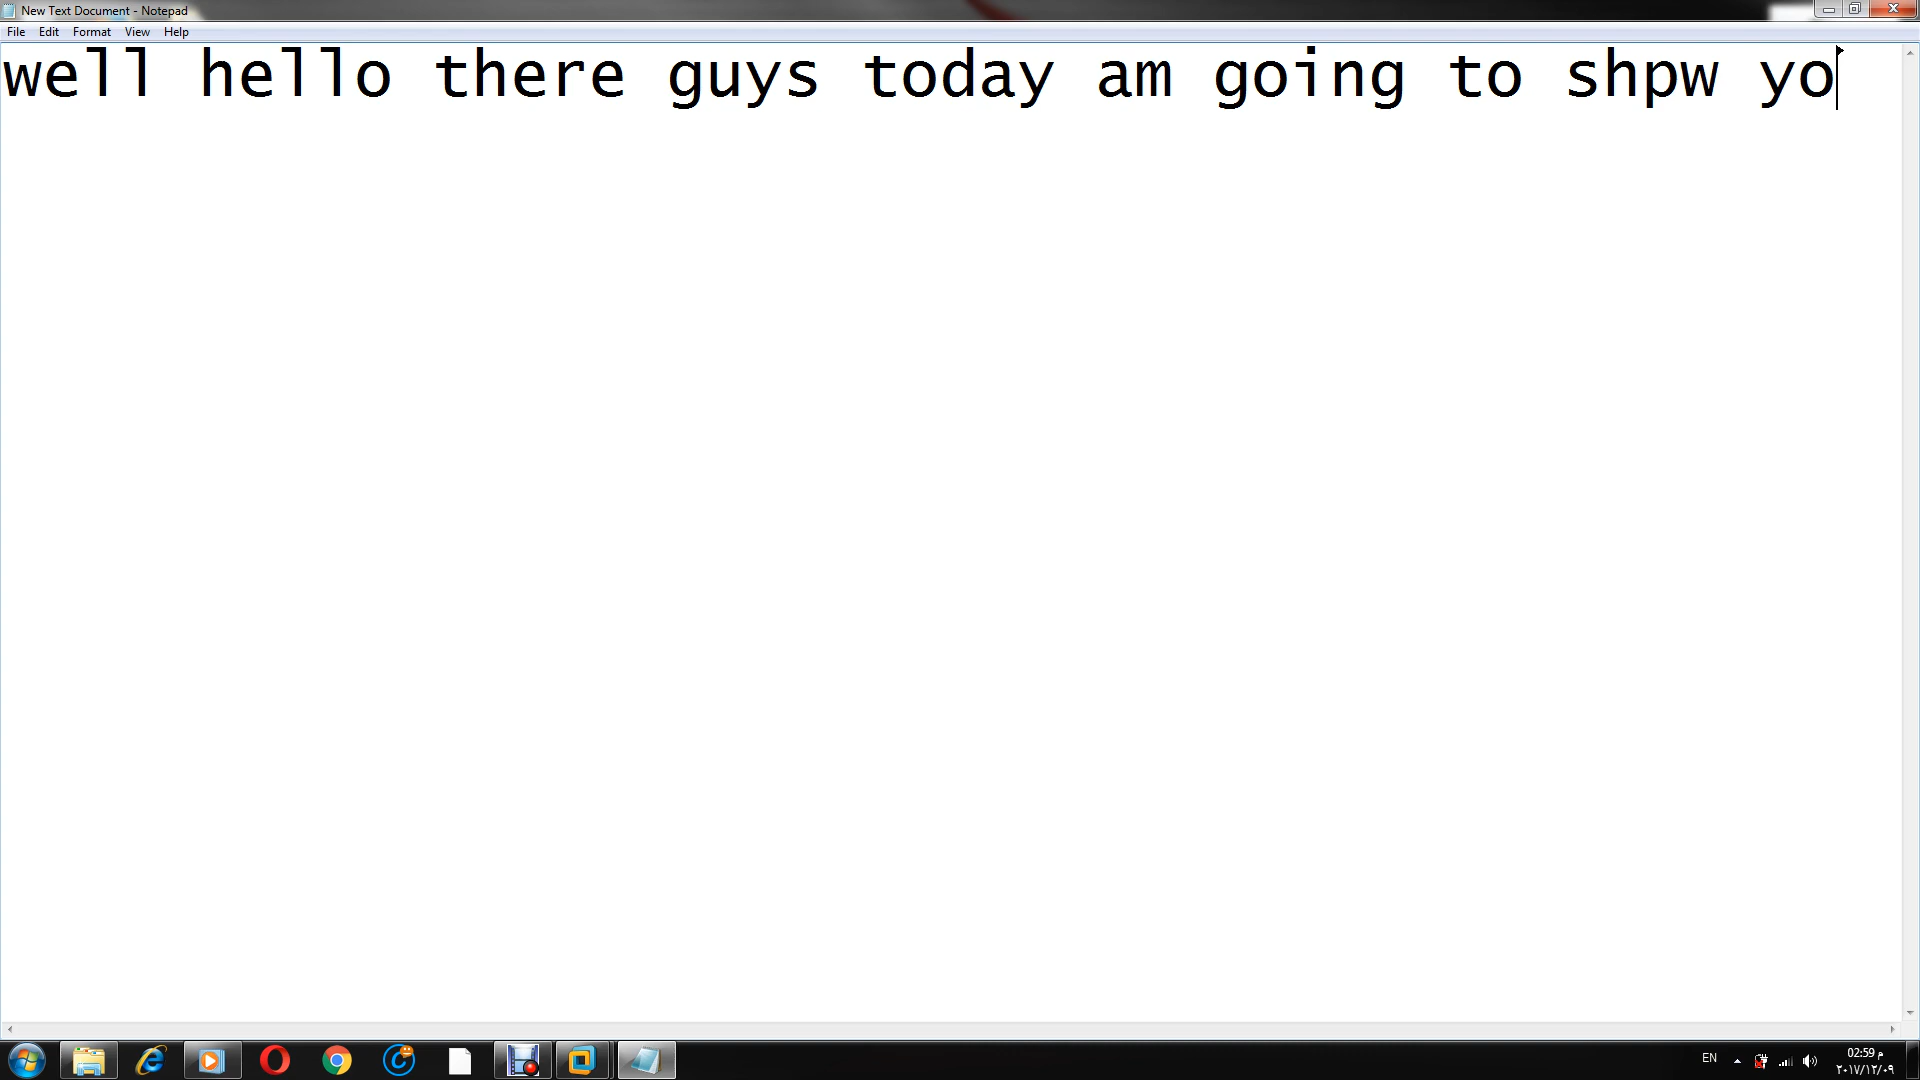 New Text Document - Notepad
File Edit Format View Help
well hello there guys today am going to shpw yo
EN
02:59 م
٢٠١٧/١٢/٠٩